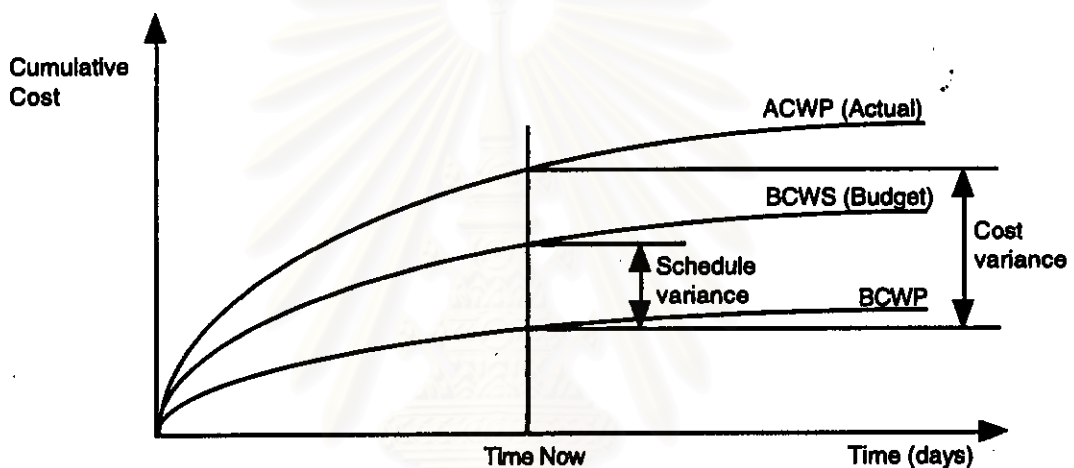 Cumulative
Cost
ACWP (Actual)
BCWS (Budget)
Cost
variance
Schedule
variance
BCWP
Time Now
Time (days)